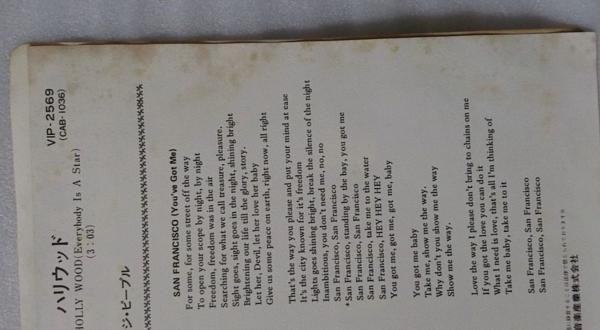 VIP-2569
(CAB-1036)
ハリウッド
HOLLY WOOD (Everybody Is A Star)
(3:03)
ジ・ピープル
SAN FRANCISCO (You've Got Me)
For some, for some street off the way
To open your scope by night, by night
Freedom, freedom was in the air
Searching for what we call treasure, pleasure.
Sight goes, sight goes in the night, shining bright
Brightening our life till the glory, story.
Let her, Devil, let her love her baby
Give us some peace on earth, right now, all right
That's the way you please and put your mind at ease
It's the city known for it's freedom
Lights goes shining bright, break the silence of the night
Inambitious, you don't need me, no, no
San Francisco, San Francisco
*San Francisco, standing by the bay, you got me
San Francisco, San Francisco
San Francisco, take me to the water
San Francisco, HEY HEY HEY
You got me, got me, got me, baby
You got me baby
Take me, show me the way.
Why don't you show me the way
Show me the way.
Love the way I please don't bring to chains on me
If you got the love you can do it
What I need is love, that's all I'm thinking of
Take me baby, take me to it
San Francisco, San Francisco
San Francisco, San Francisco
音楽産業株式会社